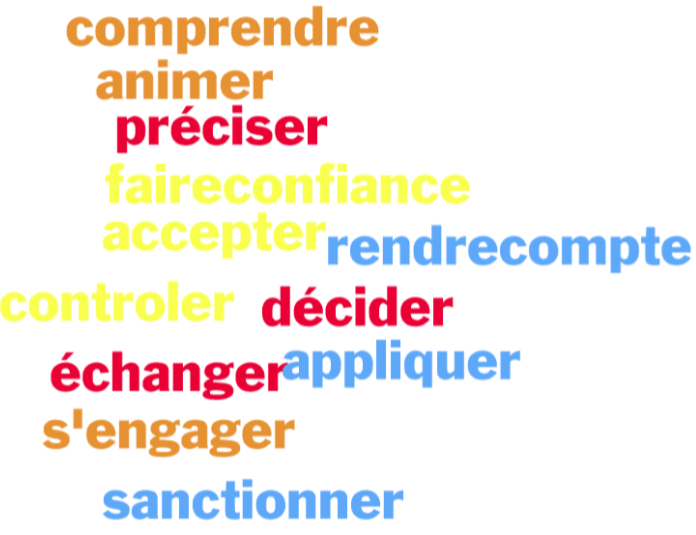 comprendre
animer
préciser
faireconfiance
accepter rendrecompte
controler décider
échanger appliquer
s'engager
sanctionner